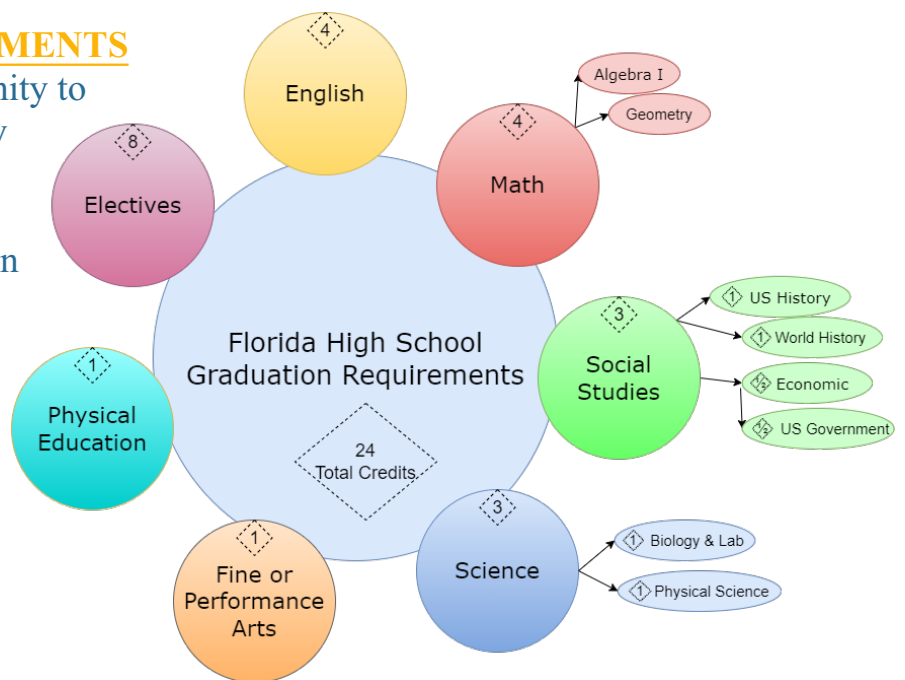 MENTS
nity to
y
n
4
English
4
Math
Algebra I
Geometry
8
Electives
Florida High School
Graduation Requirements
24
Total Credits
3
Social
Studies
1 US History
1 World History
½ Economic
½ US Government
1
Physical
Education
1
Fine or
Performance
Arts
3
Science
1 Biology & Lab
1 Physical Science